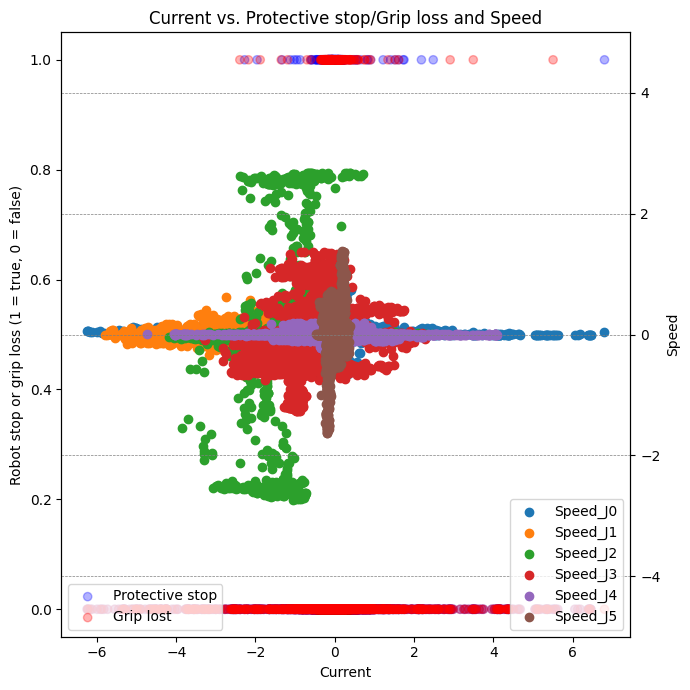 Current vs. Protective stop/Grip loss and Speed
Robot stop or grip loss (1 = true, 0 = false)
1.0
0.8
0.6
0.4
0.2
0.0
4
2
0
−2
−4
Speed
Protective stop
Grip lost
Speed_J0
Speed_J1
Speed_J2
Speed_J3
Speed_J4
Speed_J5
−6 −4 −2 0 2 4 6
Current